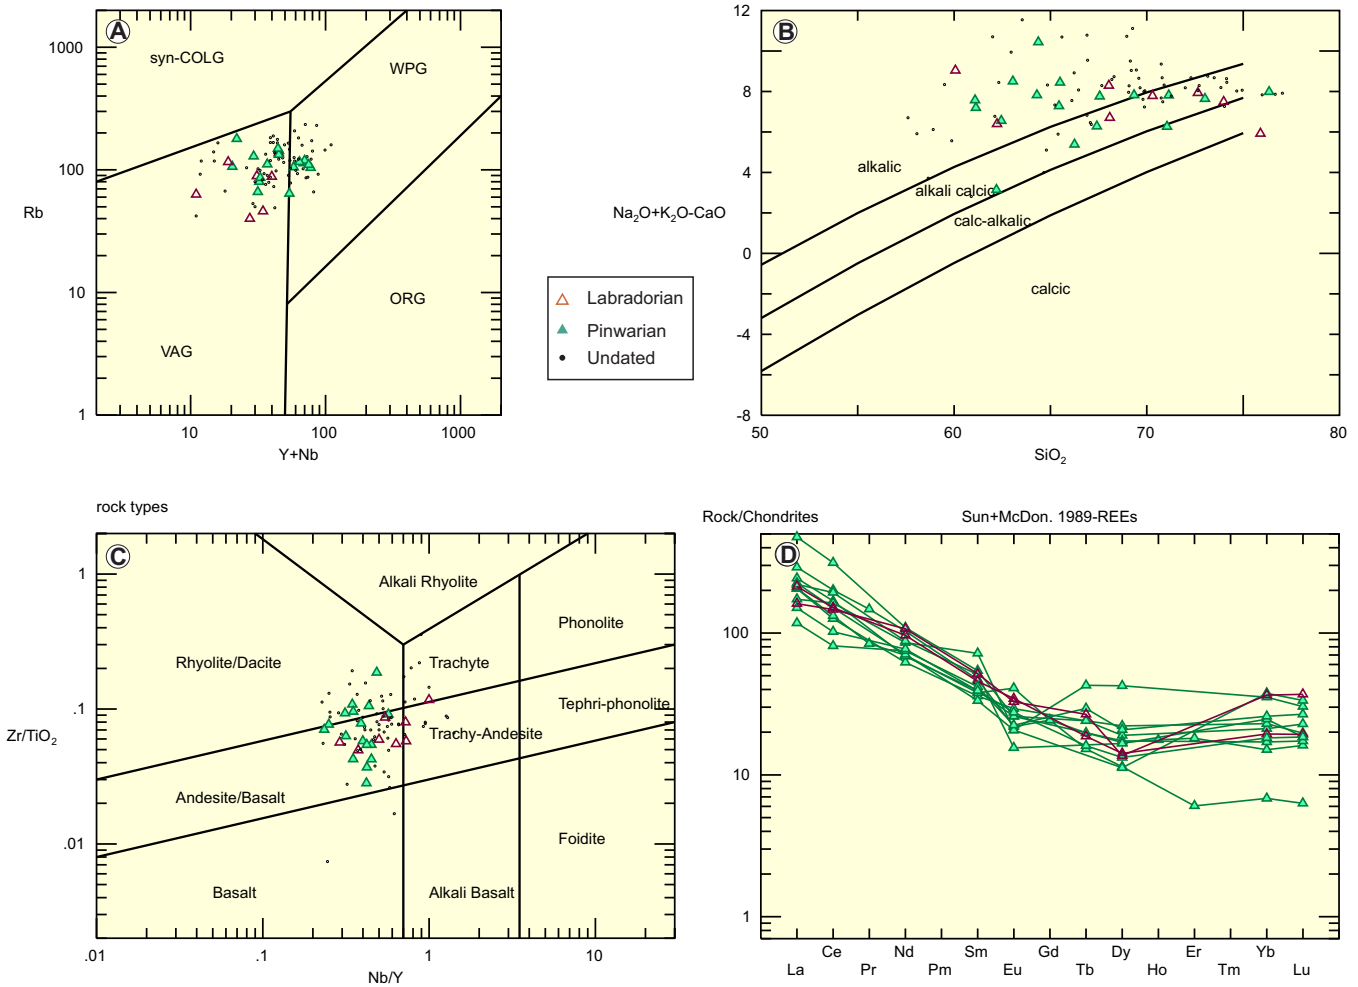 A
1000
100
10
1
Rb
syn-COLG
WPG
ORG
VAG
10
100
1000
Y+Nb
B
12
8
4
0
-4
-8
Na₂O+K₂O-CaO
alkalic
alkali calcic
calc-alkalic
calcic
50
60
70
80
SiO₂
Labradorian
Pinwarian
Undated
rock types
C
1
.1
.01
Zr/TiO₂
Alkali Rhyolite
Phonolite
Rhyolite/Dacite
Trachyte
Tephri-phonolite
Trachy-Andesite
Andesite/Basalt
Foidite
Basalt
Alkali Basalt
.01
.1
1
10
Nb/Y
Rock/Chondrites
Sun+McDon. 1989-REEs
D
100
10
1
Ce Nd Sm Gd Dy Er Yb
La Pr Pm Eu Tb Ho Tm Lu